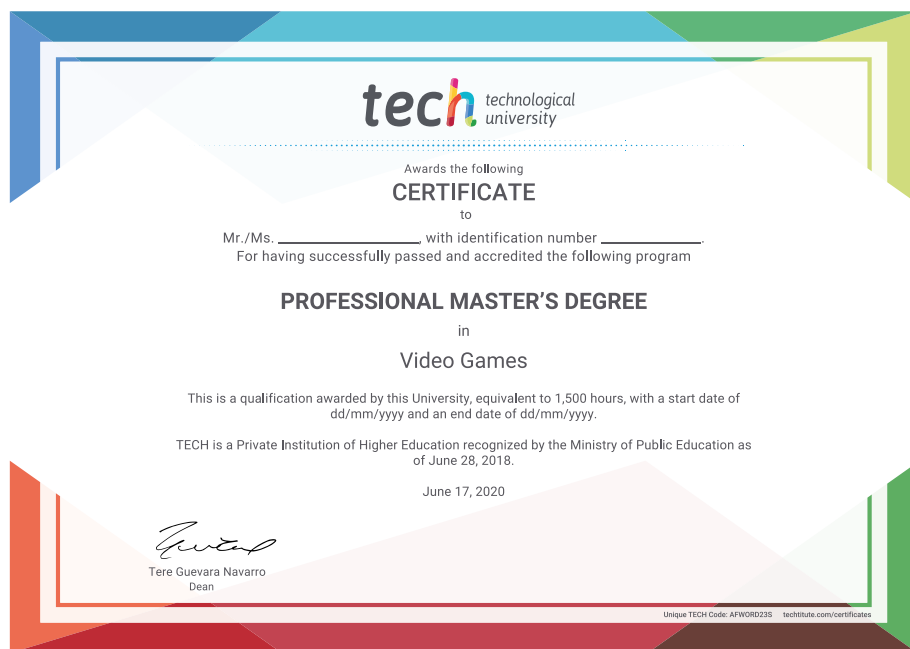 tech technological
university
Awards the following
CERTIFICATE
to
Mr./Ms. ____________________, with identification number ______________.
For having successfully passed and accredited the following program
PROFESSIONAL MASTER'S DEGREE
in
Video Games
This is a qualification awarded by this University, equivalent to 1,500 hours, with a start date of
dd/mm/yyyy and an end date of dd/mm/yyyy.
TECH is a Private Institution of Higher Education recognized by the Ministry of Public Education as
of June 28, 2018.
June 17, 2020
Tere Guevara Navarro
Dean
Unique TECH Code: AFWORD23S techtitute.com/certificates